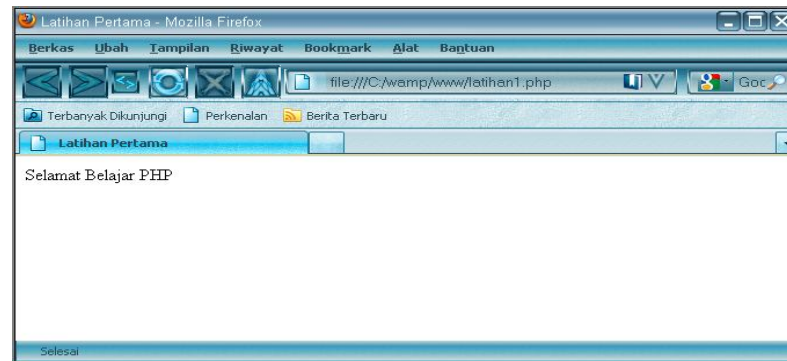 Latihan Pertama - Mozilla Firefox
Berkas Ubah Tampilan Riwayat Bookmark Alat Bantuan
file:///C:/wamp/www/latihan1.php Goo
Terbanyak Dikunjungi Perkenalan Berita Terbaru
Latihan Pertama
Selamat Belajar PHP
Selesai